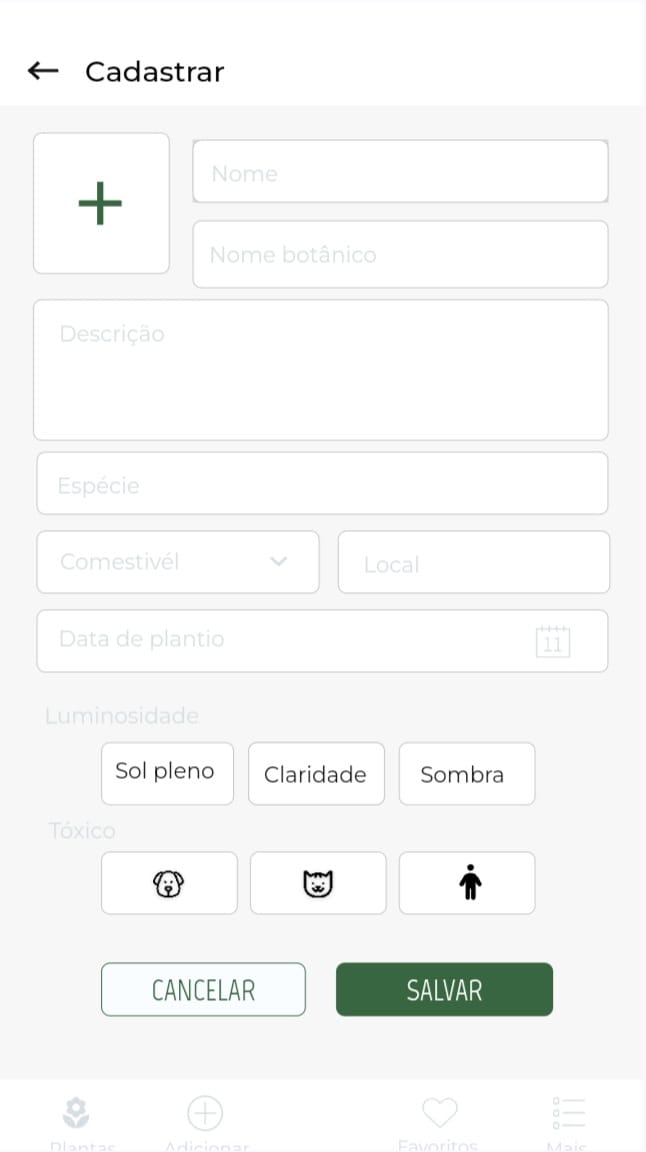 Cadastrar
Nome
Nome botânico
Descrição
Espécie
Comestivél
Local
Data de plantio
11
Luminosidade
Sol pleno
Claridade
Sombra
Tóxico
CANCELAR
SALVAR
Plantas
Adicionar
Favoritos
Mais